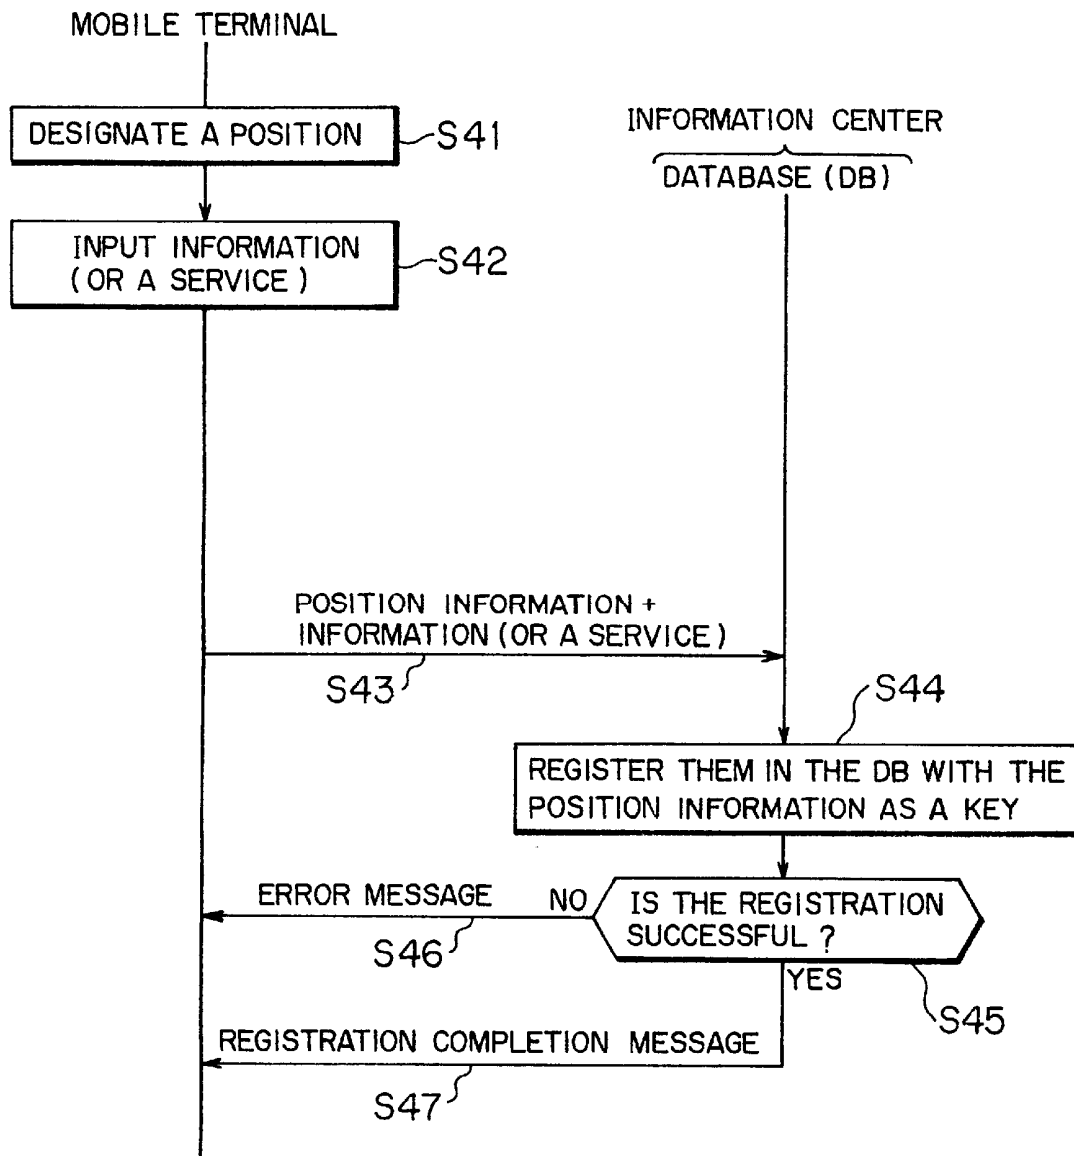 MOBILE TERMINAL
DESIGNATE A POSITION
S41
INFORMATION CENTER
DATABASE (DB)
INPUT INFORMATION
(OR A SERVICE)
S42
POSITION INFORMATION +
INFORMATION (OR A SERVICE)
S43
S44
REGISTER THEM IN THE DB WITH THE
POSITION INFORMATION AS A KEY
ERROR MESSAGE
NO
IS THE REGISTRATION
SUCCESSFUL?
S46
YES
S45
REGISTRATION COMPLETION MESSAGE
S47